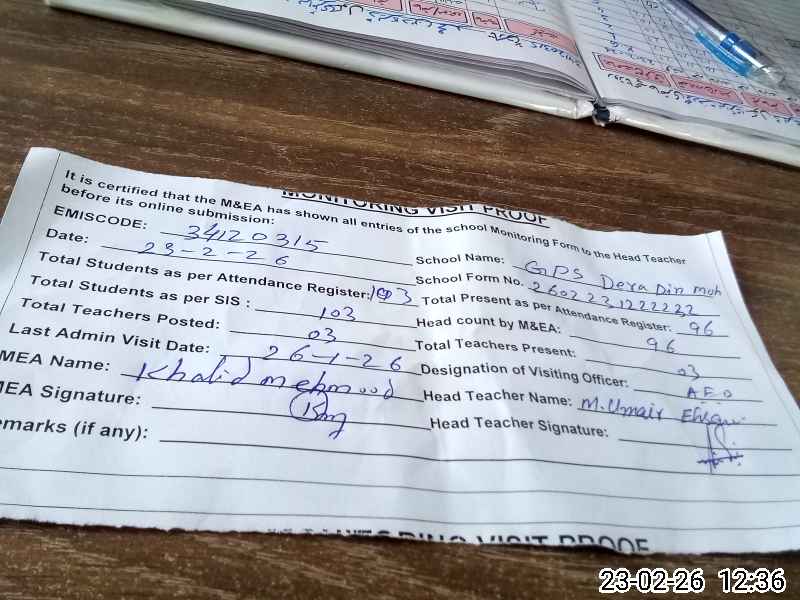 MONITORING VISIT PROOF
It is certified that the M&EA has shown all entries of the school Monitoring Form to the Head Teacher
before its online submission:
EMISCODE: 34120315
School Name: GPS Dera Din Moh
Date: 23-2-26
School Form No. 2602231222232
Total Students as per Attendance Register: 103
Total Present as per Attendance Register: 96
Total Students as per SIS : 103
Head count by M&EA: 96
Total Teachers Posted: 03
Total Teachers Present: 03
Last Admin Visit Date: 26-1-26
Designation of Visiting Officer: AEO
MEA Name: Khalid mehmood
Head Teacher Name: M.Umair
MEA Signature:
Head Teacher Signature:
emarks (if any):
MONITORING VISIT PROOF
23-02-26 12:36